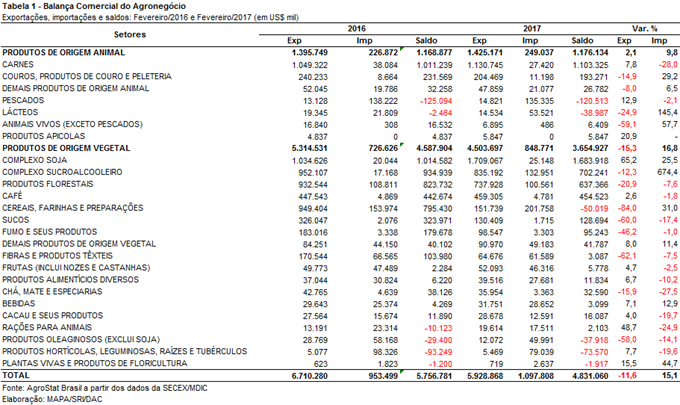 Tabela 1 - Balança Comercial do Agronegócio
Exportações, importações e saldos: Fevereiro/2016 e Fevereiro/2017 (em US$ mil)
Setores 2016 2017 Var. %
Exp Imp Saldo Exp Imp Saldo Exp Imp
PRODUTOS DE ORIGEM ANIMAL 1.395.749 226.872 1.168.877 1.425.171 249.037 1.176.134 2,1 9,8
CARNES 1.049.322 38.084 1.011.239 1.130.745 27.420 1.103.325 7,8 -28,0
COUROS, PRODUTOS DE COURO E PELETERIA 240.233 8.664 231.569 204.469 11.198 193.271 -14,9 29,2
DEMAIS PRODUTOS DE ORIGEM ANIMAL 52.045 19.786 32.258 47.859 21.077 26.782 -8,0 6,5
PESCADOS 13.128 138.222 -125.094 14.821 135.335 -120.513 12,9 -2,1
LÁCTEOS 19.345 21.809 -2.464 14.534 53.521 -38.987 -24,9 145,4
ANIMAIS VIVOS (EXCETO PESCADOS) 16.840 308 16.532 6.895 486 6.409 -59,1 57,7
PRODUTOS APICOLAS 4.837 0 4.837 5.847 0 5.847 20,9 -
PRODUTOS DE ORIGEM VEGETAL 5.314.531 726.626 4.587.904 4.503.697 848.771 3.654.927 -15,3 16,8
COMPLEXO SOJA 1.034.626 20.044 1.014.582 1.709.067 25.148 1.683.918 65,2 25,5
COMPLEXO SUCROALCOOLEIRO 952.107 17.168 934.939 835.192 132.951 702.241 -12,3 674,4
PRODUTOS FLORESTAIS 932.544 108.811 823.732 737.928 100.561 637.366 -20,9 -7,6
CAFÉ 447.543 4.869 442.674 459.305 4.781 454.523 2,6 -1,8
CEREAIS, FARINHAS E PREPARAÇÕES 949.404 153.974 795.430 151.739 201.758 -50.019 -84,0 31,0
SUCOS 326.047 2.076 323.971 130.409 1.715 128.694 -60,0 -17,4
FUMO E SEUS PRODUTOS 183.016 3.338 179.678 98.547 3.303 95.243 -46,2 -1,0
DEMAIS PRODUTOS DE ORIGEM VEGETAL 84.251 44.150 40.102 90.970 49.183 41.787 8,0 11,4
FIBRAS E PRODUTOS TÊXTEIS 170.544 66.565 103.980 64.676 61.589 3.087 -62,1 -7,5
FRUTAS (INCLUI NOZES E CASTANHAS) 49.773 47.489 2.284 52.093 46.316 5.778 4,7 -2,5
PRODUTOS ALIMENTÍCIOS DIVERSOS 37.044 30.824 6.220 39.516 27.681 11.834 6,7 -10,2
CHÁ, MATE E ESPECIARIAS 42.765 4.639 38.126 35.954 3.363 32.590 -15,9 -27,5
BEBIDAS 29.643 25.374 4.269 31.751 28.652 3.099 7,1 12,9
CACAU E SEUS PRODUTOS 27.564 15.674 11.890 28.678 12.591 16.087 4,0 -19,7
RAÇÕES PARA ANIMAIS 13.191 23.314 -10.123 19.614 17.511 2.103 48,7 -24,9
PRODUTOS OLEAGINOSOS (EXCLUI SOJA) 28.769 58.168 -29.400 12.072 49.991 -37.918 -58,0 -14,1
PRODUTOS HORTÍCOLAS, LEGUMINOSAS, RAÍZES E TUBÉRCULOS 5.077 98.326 -93.249 5.469 79.039 -73.570 7,7 -19,6
PLANTAS VIVAS E PRODUTOS DE FLORICULTURA 623 1.823 -1.200 719 2.637 -1.917 15,5 44,7
TOTAL 6.710.280 953.499 5.756.781 5.928.868 1.097.808 4.831.060 -11,6 15,1
Fonte: AgroStat Brasil a partir dos dados da SECEX/MDIC
Elaboração: MAPA/SRI/DAC